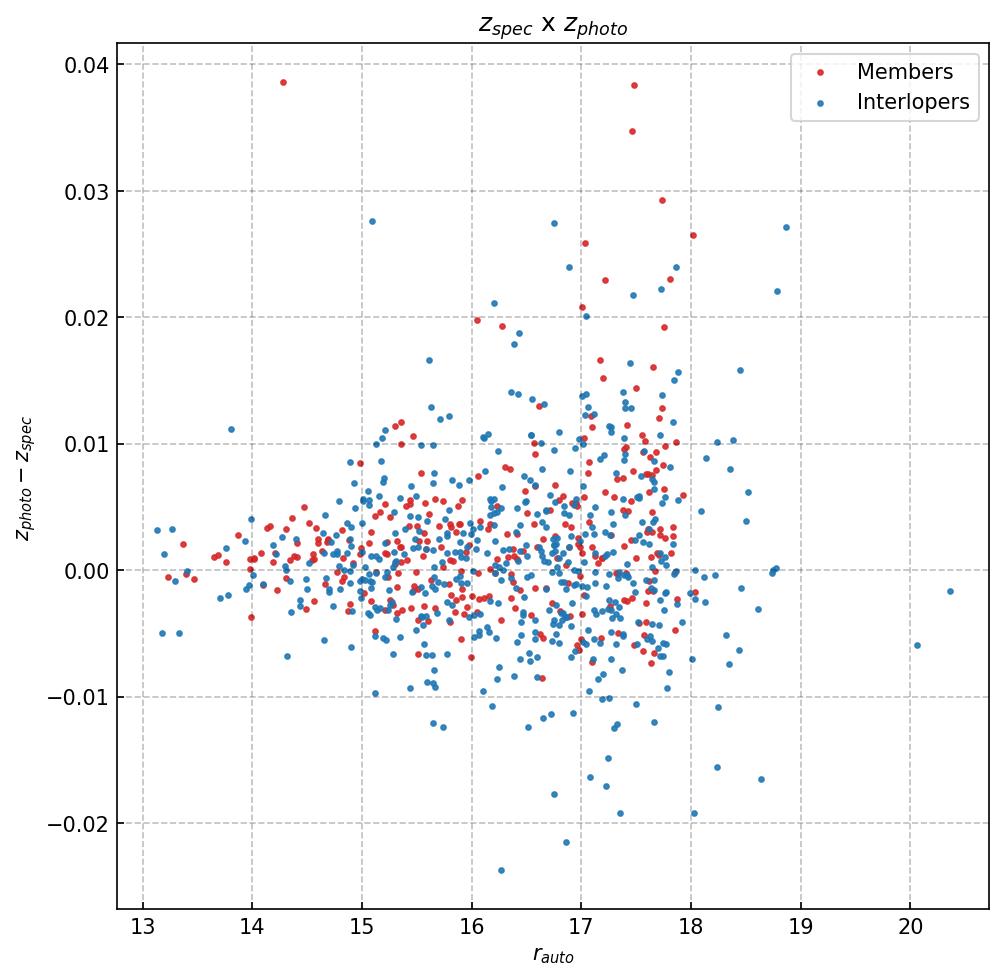 z_spec x z_photo
Members
Interlopers
0.04
0.03
0.02
0.01
0.00
−0.01
−0.02
z_photo − z_spec
13 14 15 16 17 18 19 20
r_auto